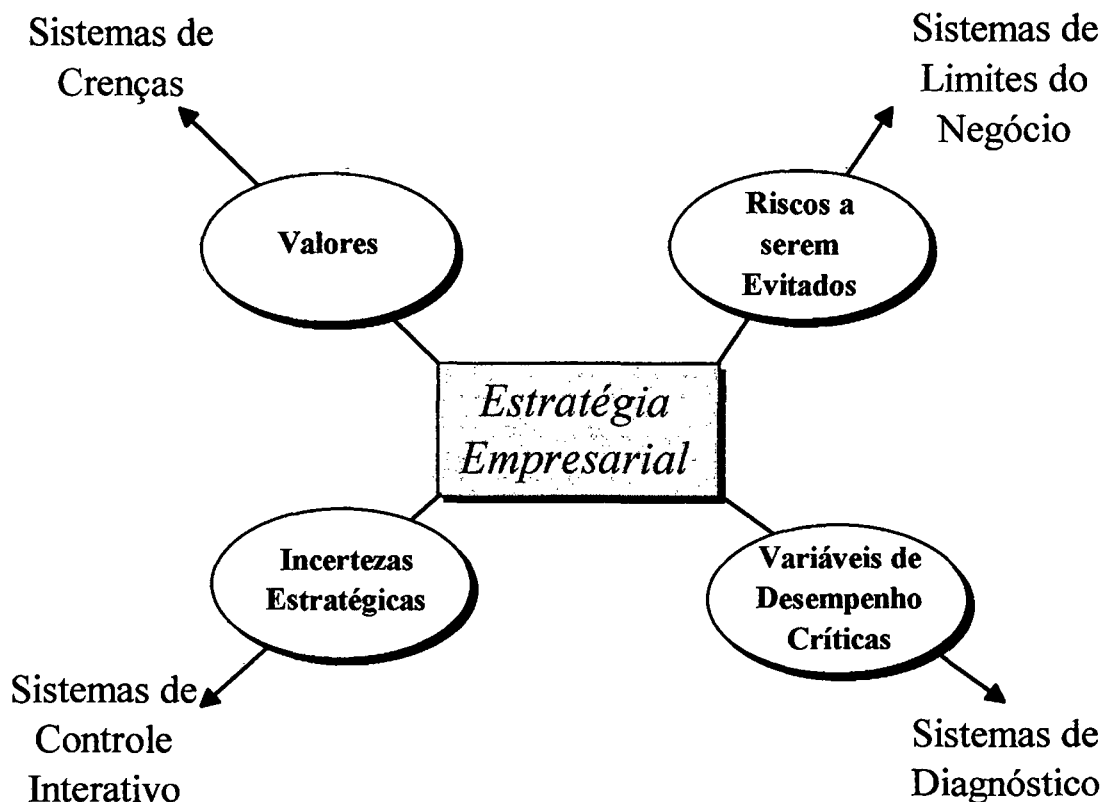 Sistemas de
Crenças
Sistemas de
Limites do
Negócio
Valores
Riscos a
serem
Evitados
Estratégia
Empresarial
Incertezas
Estratégicas
Variáveis de
Desempenho
Críticas
Sistemas de
Controle
Interativo
Sistemas de
Diagnóstico